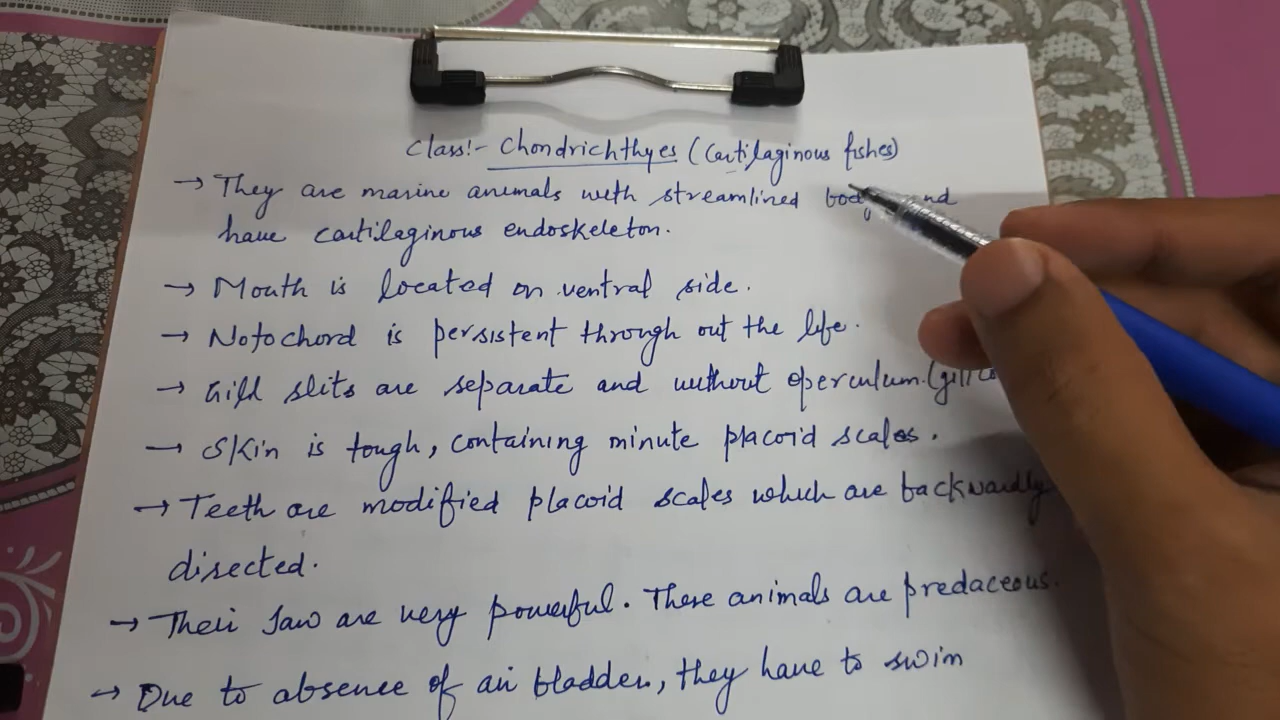 Class:- Chondrichthyes (Cartilaginous fishes)
→ They are marine animals with streamlined body and
have cartilaginous endoskeleton.
→ Mouth is located on ventral side.
→ Notochord is persistent through out the life.
→ Gill slits are separate and without operculum. (gill
→ Skin is tough, containing minute placoid scales.
→ Teeth are modified placoid scales which are backwardly
directed.
→ Their Jaw are very powerful. These animals are predaceous.
→ Due to absence of air bladder, they have to swim